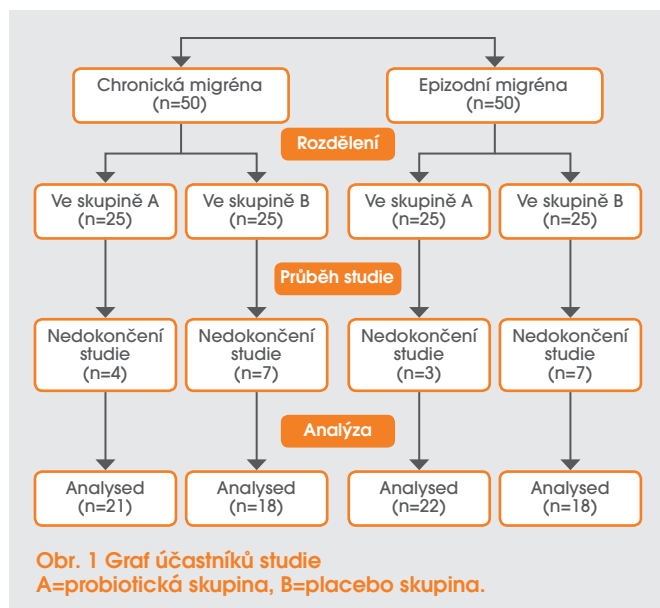 Chronická migréna
(n=50)
Epizodní migréna
(n=50)
Rozdělení
Ve skupině A
(n=25)
Ve skupině B
(n=25)
Ve skupině A
(n=25)
Ve skupině B
(n=25)
Průběh studie
Nedokončení
studie
(n=4)
Nedokončení
studie
(n=7)
Nedokončení
studie
(n=3)
Nedokončení
studie
(n=7)
Analýza
Analysed
(n=21)
Analysed
(n=18)
Analysed
(n=22)
Analysed
(n=18)
Obr. 1 Graf účastníků studie
A=probiotická skupina, B=placebo skupina.